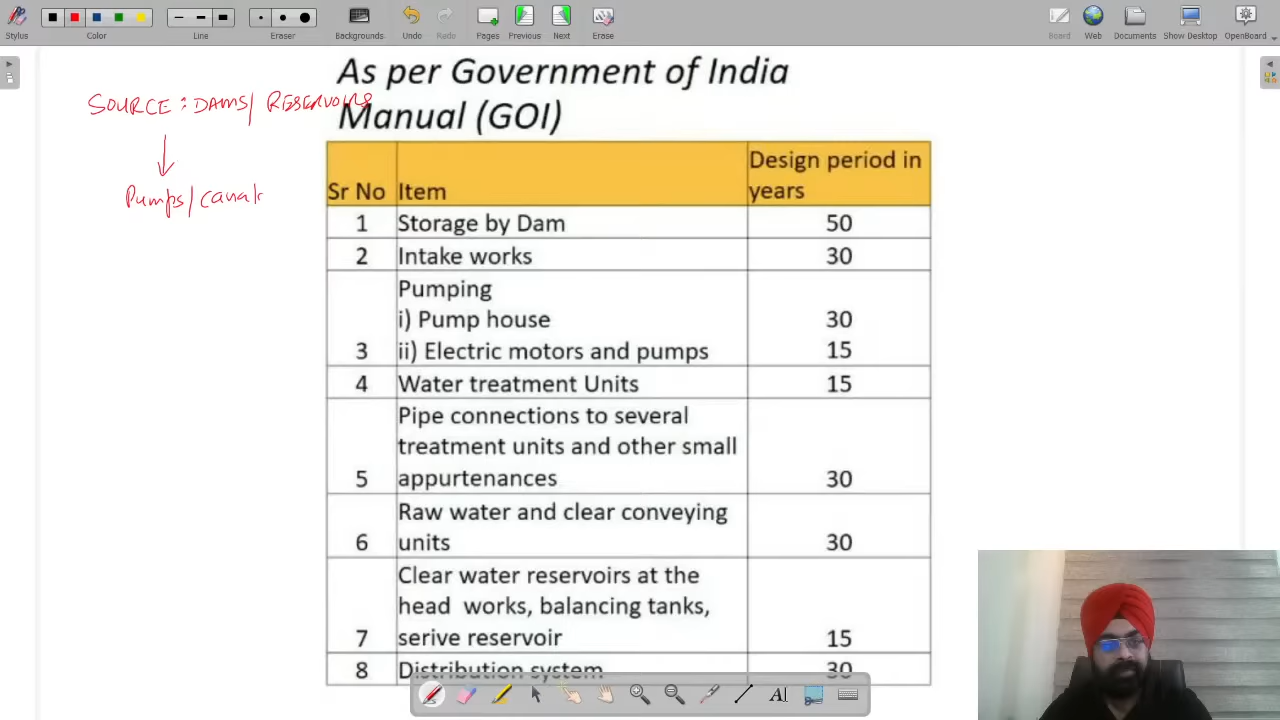 Stylus
Color
Line
Eraser
Backgrounds
Undo
Redo
Pages
Previous
Next
Erase
Board
Web
Documents
Show Desktop
OpenBoard
As per Government of India
Manual (GOI)
SOURCE : DAMS/ RESERVOIRS
Pumps/canal
Sr No Item Design period in years
1 Storage by Dam 50
2 Intake works 30
Pumping
i) Pump house 30
3 ii) Electric motors and pumps 15
4 Water treatment Units 15
Pipe connections to several
treatment units and other small
5 appurtenances 30
Raw water and clear conveying
6 units 30
Clear water reservoirs at the
head works, balancing tanks,
7 serive reservoir 15
8 Distribution system 30
AI